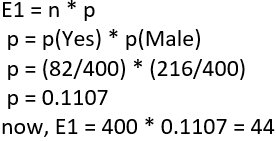 E1 = n * p
p = p(Yes) * p(Male)
p = (82/400) * (216/400)
p = 0.1107
now, E1 = 400 * 0.1107 = 44